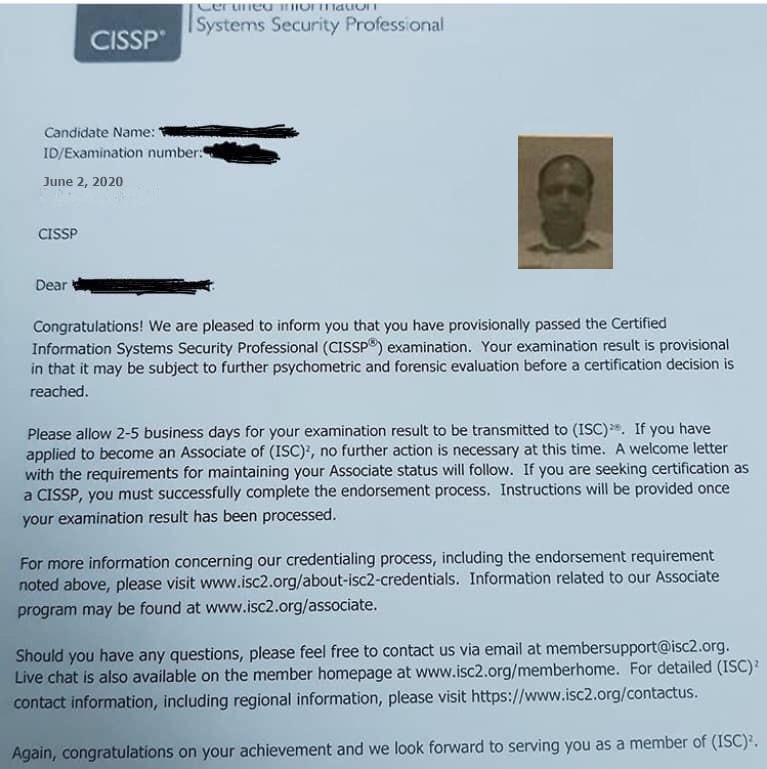 Certified Information
CISSP®
Systems Security Professional
Candidate Name:
ID/Examination number:
June 2, 2020
CISSP
Dear
Congratulations! We are pleased to inform you that you have provisionally passed the Certified
Information Systems Security Professional (CISSP®) examination. Your examination result is provisional
in that it may be subject to further psychometric and forensic evaluation before a certification decision is
reached.
Please allow 2-5 business days for your examination result to be transmitted to (ISC)²®. If you have
applied to become an Associate of (ISC)², no further action is necessary at this time. A welcome letter
with the requirements for maintaining your Associate status will follow. If you are seeking certification as
a CISSP, you must successfully complete the endorsement process. Instructions will be provided once
your examination result has been processed.
For more information concerning our credentialing process, including the endorsement requirement
noted above, please visit www.isc2.org/about-isc2-credentials. Information related to our Associate
program may be found at www.isc2.org/associate.
Should you have any questions, please feel free to contact us via email at membersupport@isc2.org.
Live chat is also available on the member homepage at www.isc2.org/memberhome. For detailed (ISC)²
contact information, including regional information, please visit https://www.isc2.org/contactus.
Again, congratulations on your achievement and we look forward to serving you as a member of (ISC)².